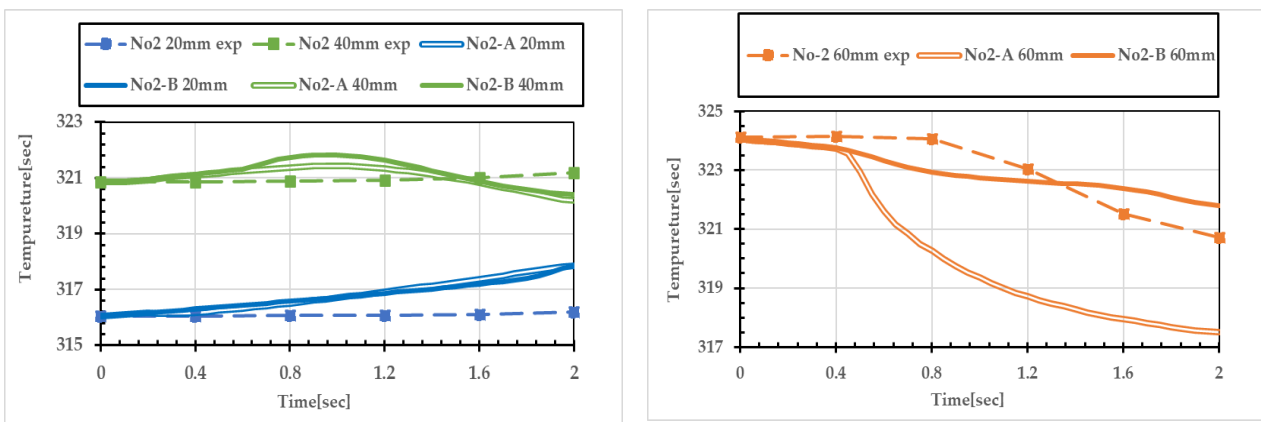 No2 20mm exp No2 40mm exp No2-A 20mm
No2-B 20mm No2-A 40mm No2-B 40mm
Tempureture[sec]
323
321
319
317
315
0 0.4 0.8 1.2 1.6 2
Time[sec]
No-2 60mm exp No2-A 60mm No2-B 60mm
Tempureture[sec]
325
323
321
319
317
0 0.4 0.8 1.2 1.6 2
Time[sec]